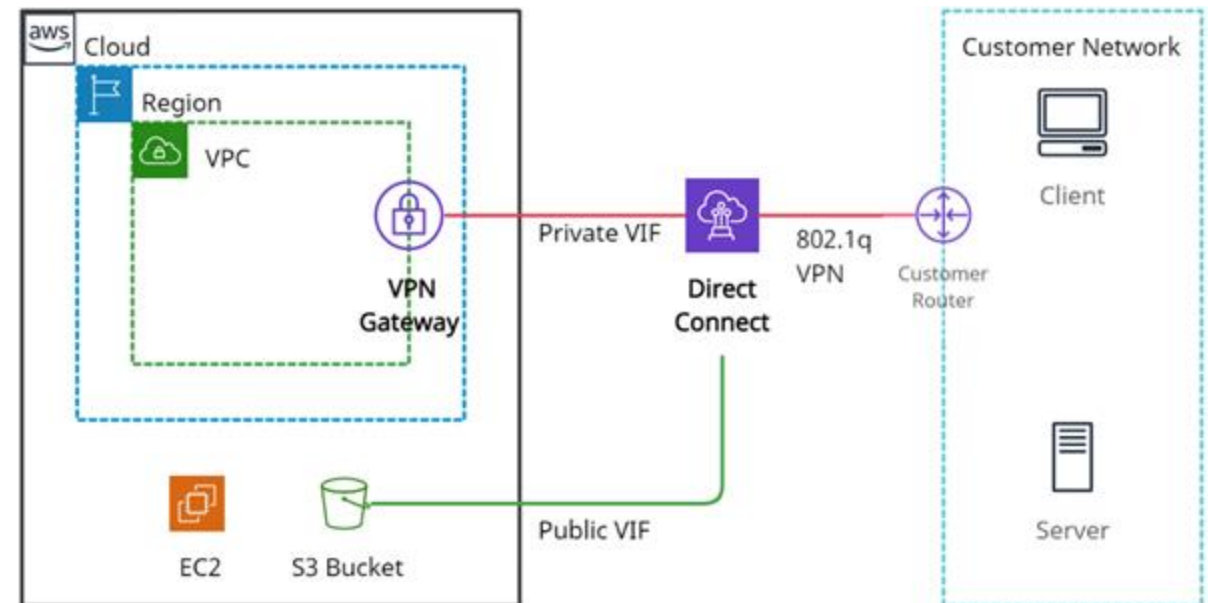 aws
Cloud
Region
VPC
VPN
Gateway
Private VIF
Direct
Connect
802.1q
VPN
Customer
Router
Customer Network
Client
Server
EC2
S3 Bucket
Public VIF